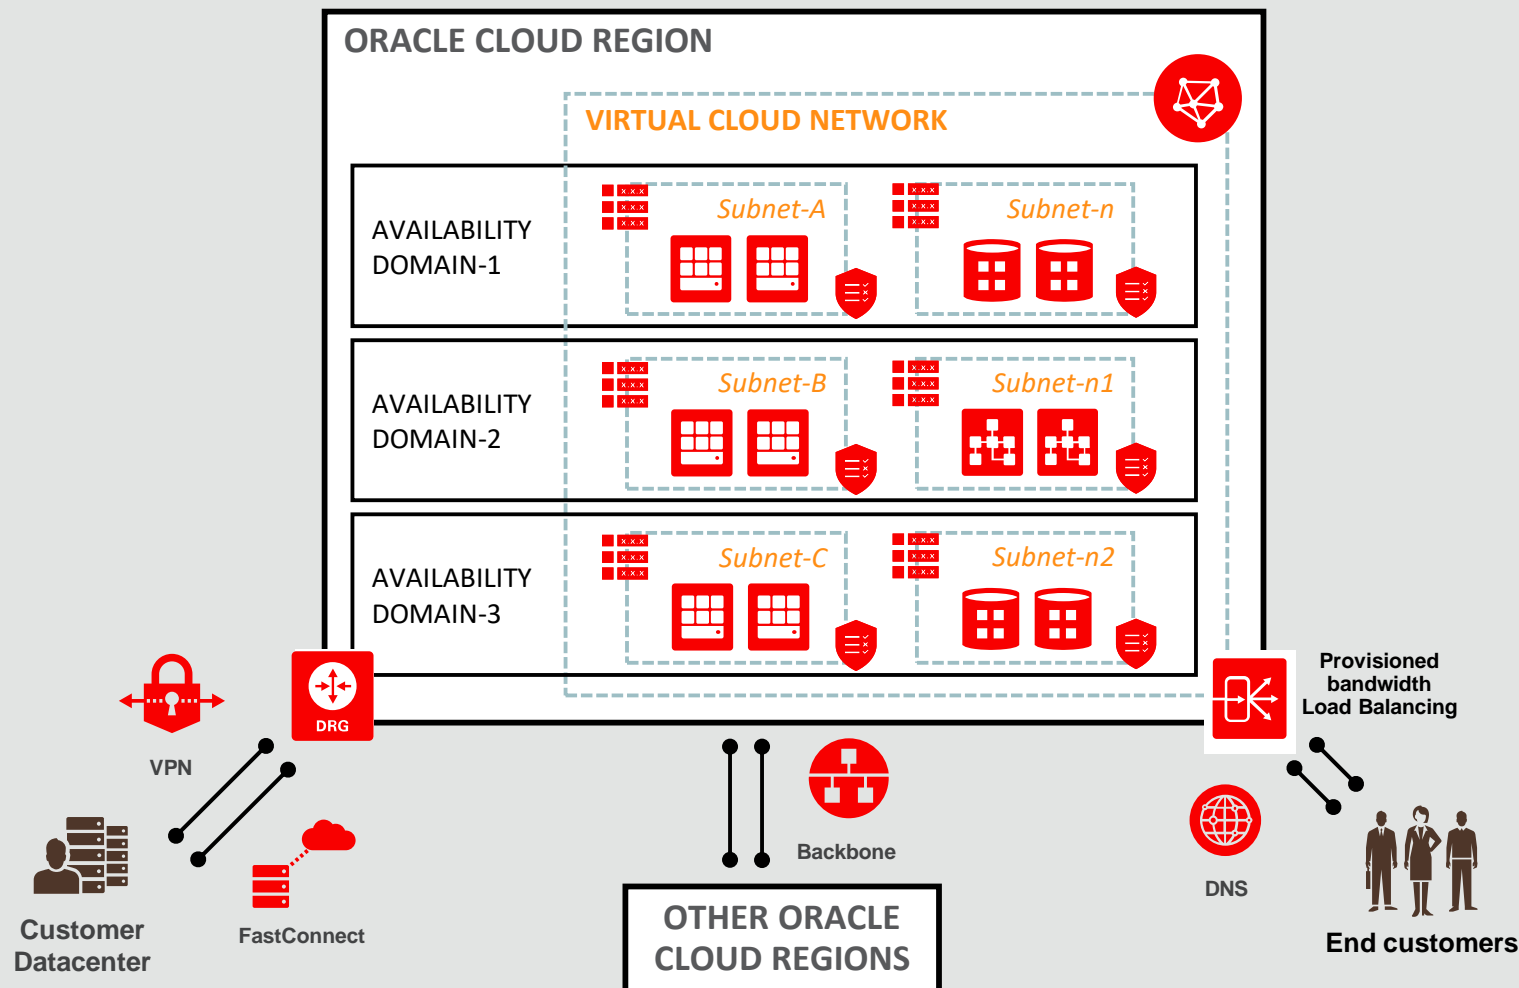 ORACLE CLOUD REGION
VIRTUAL CLOUD NETWORK
AVAILABILITY
DOMAIN-1
x.x.x
x.x.x
x.x.x
Subnet-A
x.x.x
x.x.x
x.x.x
Subnet-n
AVAILABILITY
DOMAIN-2
x.x.x
x.x.x
x.x.x
Subnet-B
x.x.x
x.x.x
x.x.x
Subnet-n1
AVAILABILITY
DOMAIN-3
x.x.x
x.x.x
x.x.x
Subnet-C
x.x.x
x.x.x
x.x.x
Subnet-n2
DRG
VPN
Customer
Datacenter
FastConnect
Backbone
OTHER ORACLE
CLOUD REGIONS
Provisioned
bandwidth
Load Balancing
DNS
End customers